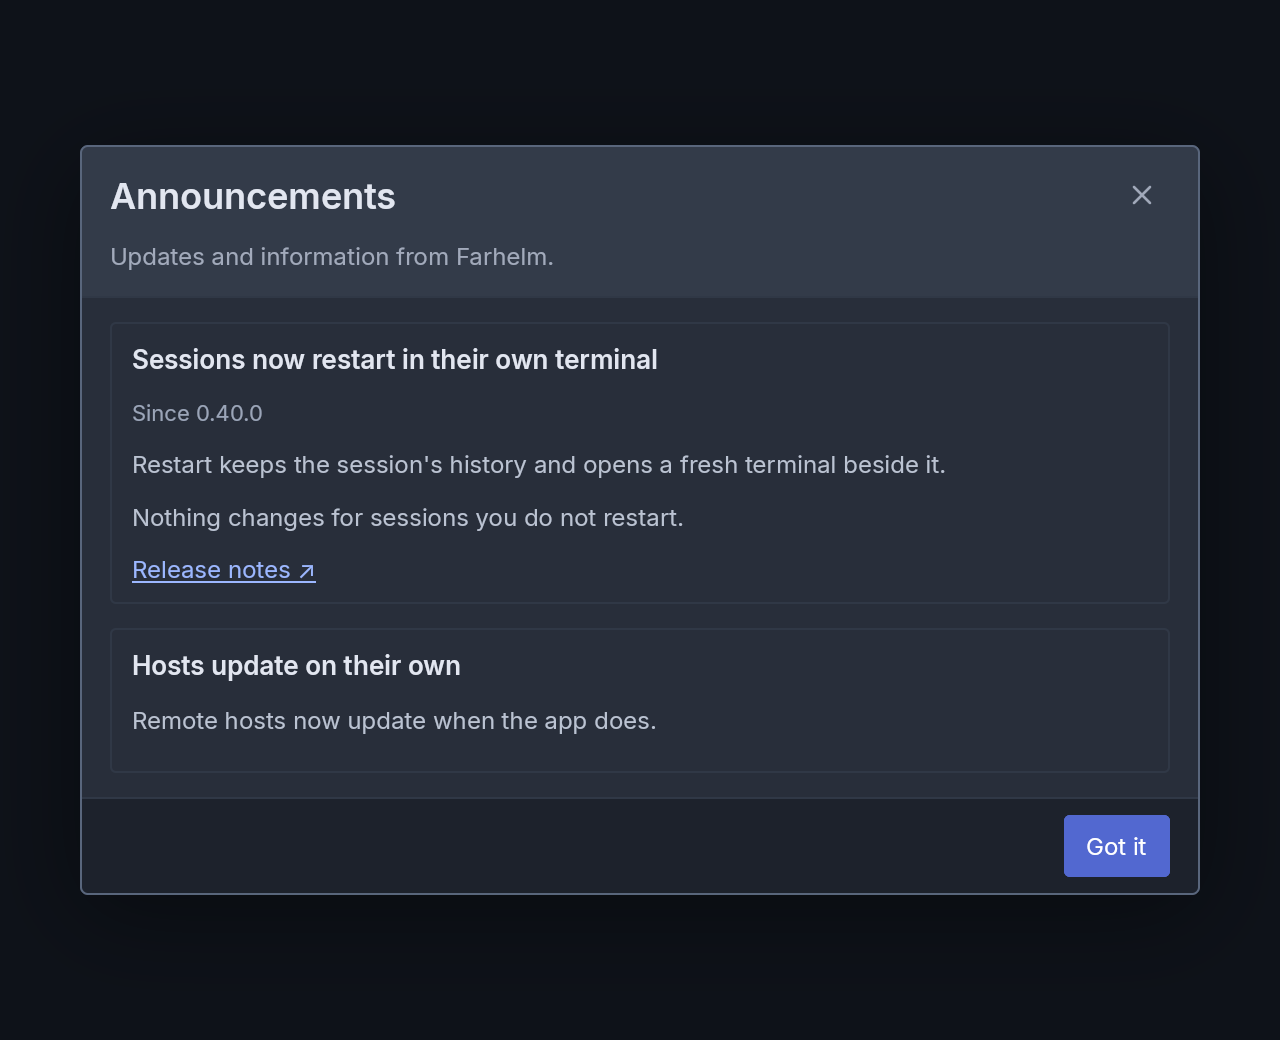 Announcements
Updates and information from Farhelm.
Sessions now restart in their own terminal
Since 0.40.0
Restart keeps the session's history and opens a fresh terminal beside it.
Nothing changes for sessions you do not restart.
Release notes ↗
Hosts update on their own
Remote hosts now update when the app does.
Got it